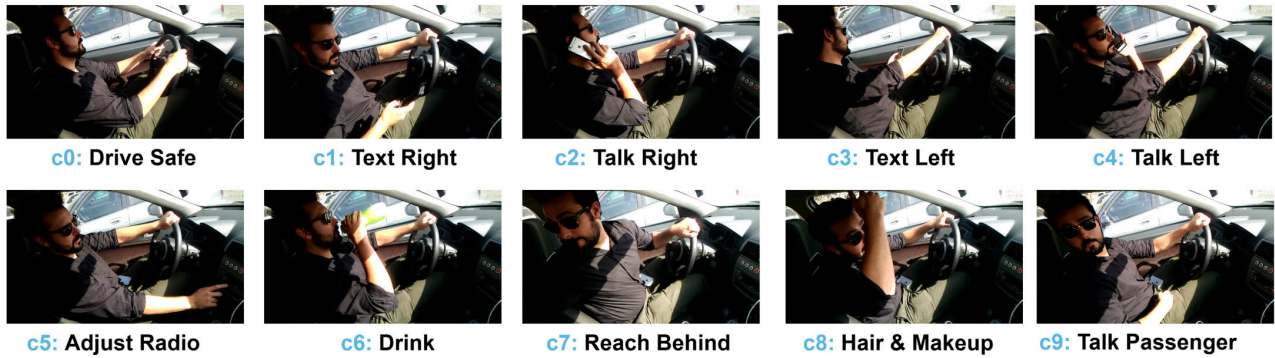 c0: Drive Safe
c1: Text Right
c2: Talk Right
c3: Text Left
c4: Talk Left
c5: Adjust Radio
c6: Drink
c7: Reach Behind
c8: Hair & Makeup
c9: Talk Passenger